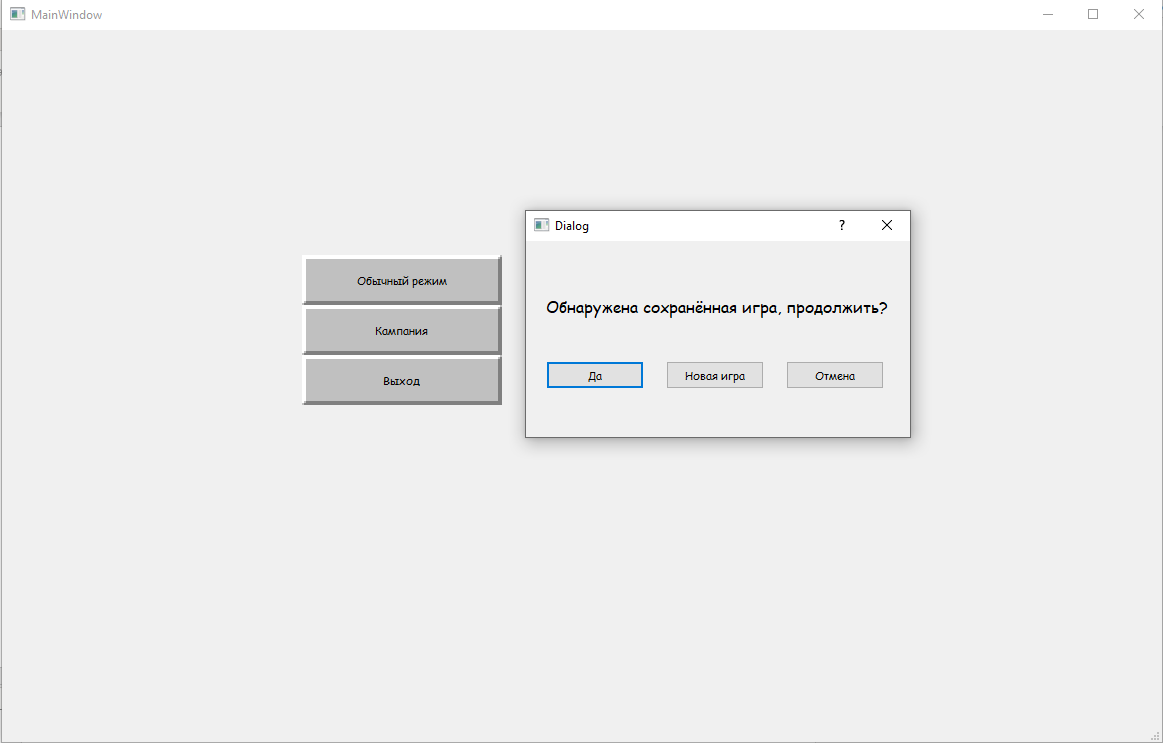 MainWindow
Dialog
?
Обычный режим
Кампания
Выход
Обнаружена сохранённая игра, продолжить?
Да
Новая игра
Отмена